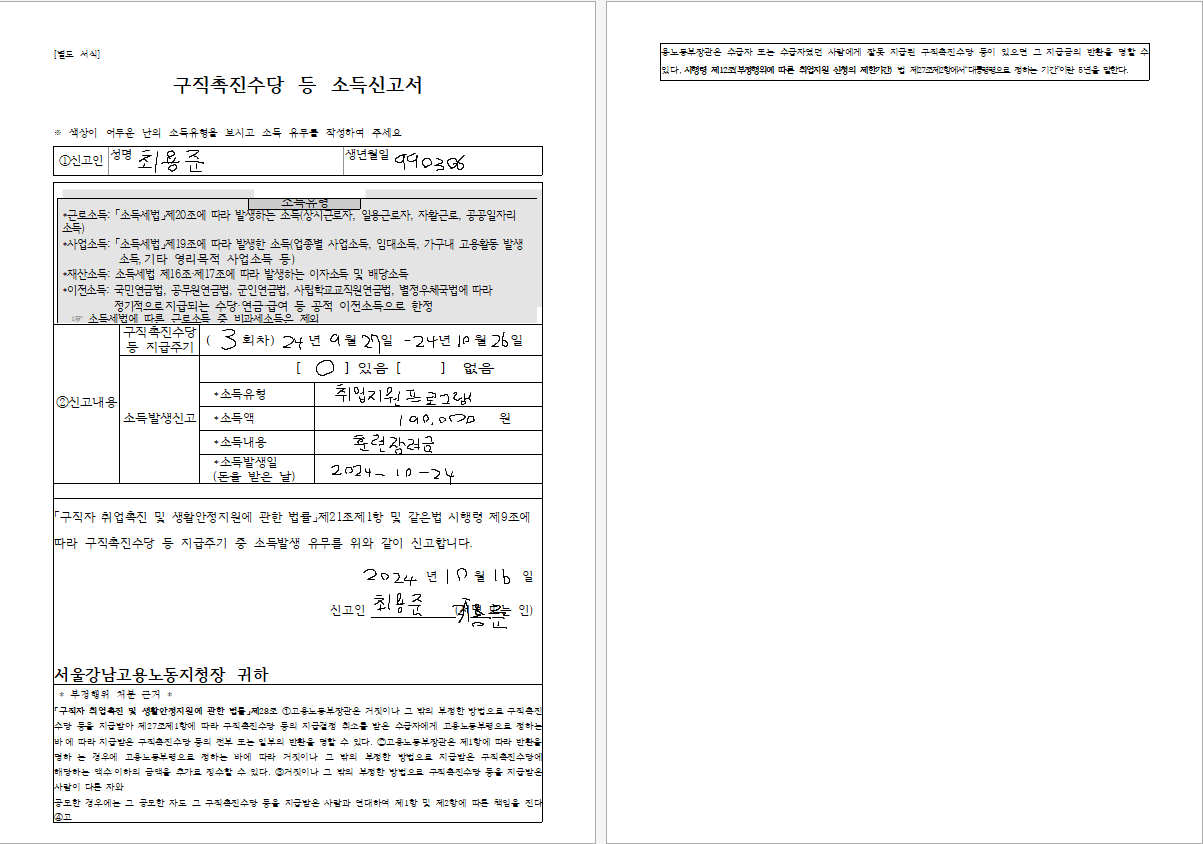 [별도 서식]
구직촉진수당 등 소득신고서
※ 색상이 어두운 난의 소득유형을 보시고 소득 유무를 작성하여 주세요
①신고인 성명 최용준 생년월일 990306
소득유형
*근로소득: 「소득세법」제20조에 따라 발생하는 소득(상시근로자, 일용근로자, 자활근로, 공공일자리
소득)
*사업소득: 「소득세법」제19조에 따라 발생한 소득(업종별 사업소득, 임대소득, 가구내 고용활동 발생
소득, 기타 영리목적 사업소득 등)
*재산소득: 소득세법 제16조·제17조에 따라 발생하는 이자소득 및 배당소득
*이전소득: 국민연금법, 공무원연금법, 군인연금법, 사립학교교직원연금법, 별정우체국법에 따라
정기적으로 지급되는 수당·연금·급여 등 공적 이전소득으로 한정
☞ 소득세법에 따른 근로소득 중 비과세소득은 제외
②신고내용
구직촉진수당
등 지급주기
( 3 회차) 24 년 9 월 27 일 - 24 년 10 월 26 일
소득발생신고
[ O ] 있음 [ ] 없음
*소득유형 취업지원프로그램
*소득액 190,000 원
*소득내용 훈련장려금
*소득발생일
(돈을 받은 날) 2024-10-24
「구직자 취업촉진 및 생활안정지원에 관한 법률」제21조제1항 및 같은법 시행령 제9조에
따라 구직촉진수당 등 지급주기 중 소득발생 유무를 위와 같이 신고합니다.
2024 년 10 월 16 일
신고인 최용준 (서명 또는 인)
서울강남고용노동지청장 귀하
* 부정행위 처분 근거 *
「구직자 취업촉진 및 생활안정지원에 관한 법률」제28조 ①고용노동부장관은 거짓이나 그 밖의 부정한 방법으로 구직촉진
수당 등을 지급받아 제27조제1항에 따라 구직촉진수당 등의 지급결정 취소를 받은 수급자에게 고용노동부령으로 정하는
바에 따라 지급받은 구직촉진수당 등의 전부 또는 일부의 반환을 명할 수 있다. ②고용노동부장관은 제1항에 따라 반환을
명하는 경우에 고용노동부령으로 정하는 바에 따라 거짓이나 그 밖의 부정한 방법으로 지급받은 구직촉진수당에
해당하는 액수 이하의 금액을 추가로 징수할 수 있다. ③거짓이나 그 밖의 부정한 방법으로 구직촉진수당 등을 지급받은
사람이 다른 자와
공모한 경우에는 그 공모한 자도 그 구직촉진수당 등을 지급받은 사람과 연대하여 제1항 및 제2항에 따른 책임을 진다
④고
용노동부장관은 수급자 또는 수급자였던 사람에게 잘못 지급된 구직촉진수당 등이 있으면 그 지급금의 반환을 명할 수
있다. 시행령 제12조(부정행위에 따른 취업지원 신청의 제한기간) 법 제27조제2항에서"대통령령으로 정하는 기간"이란 5년을 말한다.